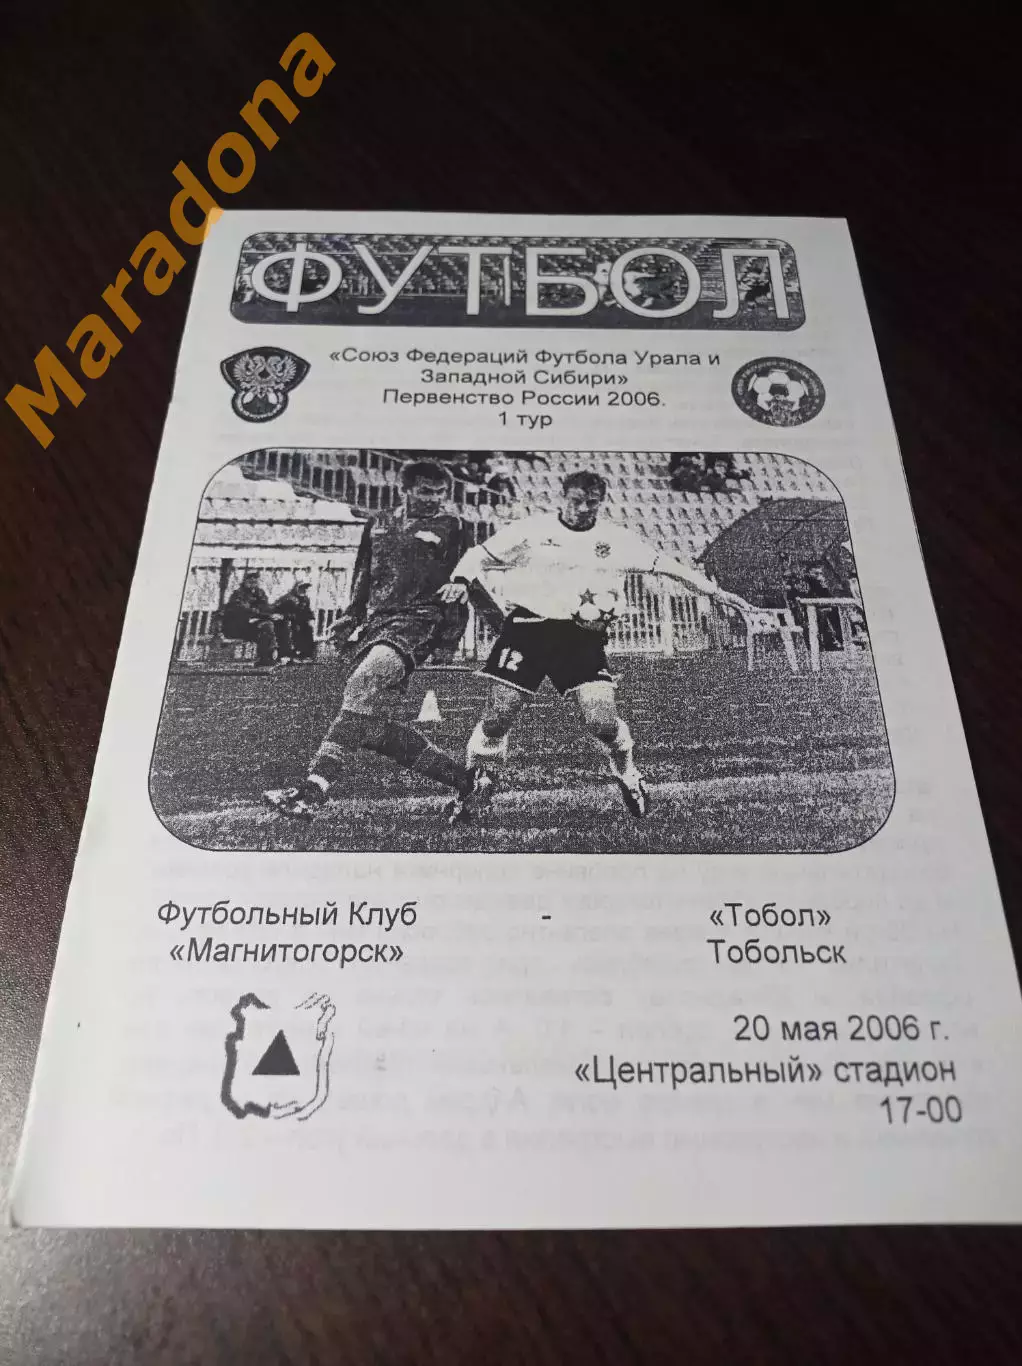 Maradona
ФУТБОЛ
«Союз Федераций Футбола Урала и
Западной Сибири»
Первенство России 2006.
1 тур
12
Футбольный Клуб - «Тобол»
«Магнитогорск» Тобольск
20 мая 2006 г.
«Центральный» стадион
17-00